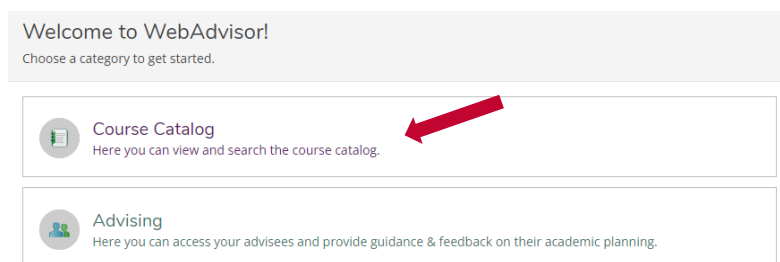 Welcome to WebAdvisor!
Choose a category to get started.
Course Catalog
Here you can view and search the course catalog.
Advising
Here you can access your advisees and provide guidance & feedback on their academic planning.